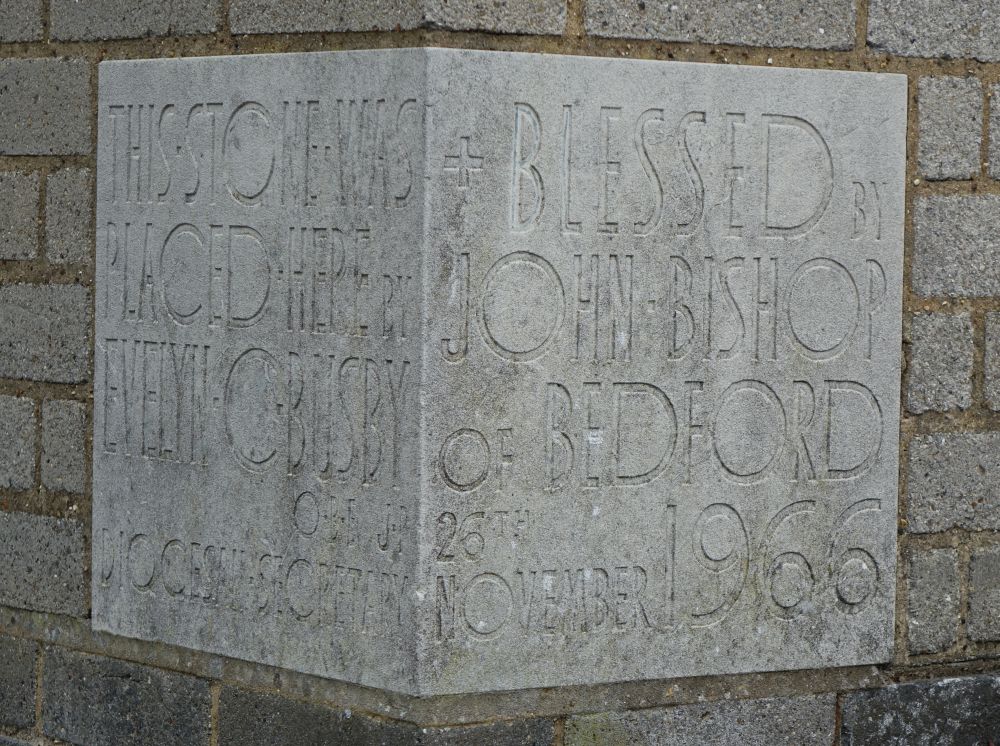 THIS·STONE·WAS
PLACED·HERE BY
EVELYN·O·BUSBY
OBE J.P.
DIOCESAN·SECRETARY
+ BLESSED BY
JOHN·BISHOP
OF BEDFORD
26TH
NOVEMBER 1966